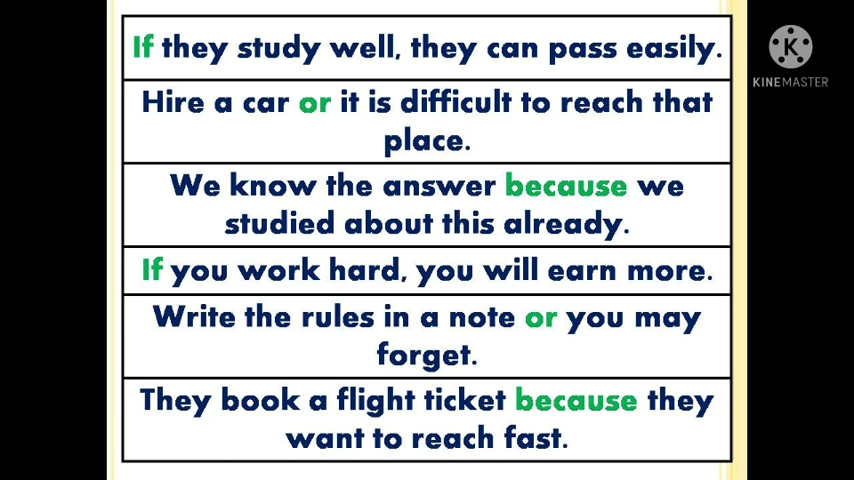 If they study well, they can pass easily.
Hire a car or it is difficult to reach that
place.
We know the answer because we
studied about this already.
If you work hard, you will earn more.
Write the rules in a note or you may
forget.
They book a flight ticket because they
want to reach fast.
K
KINEMASTER